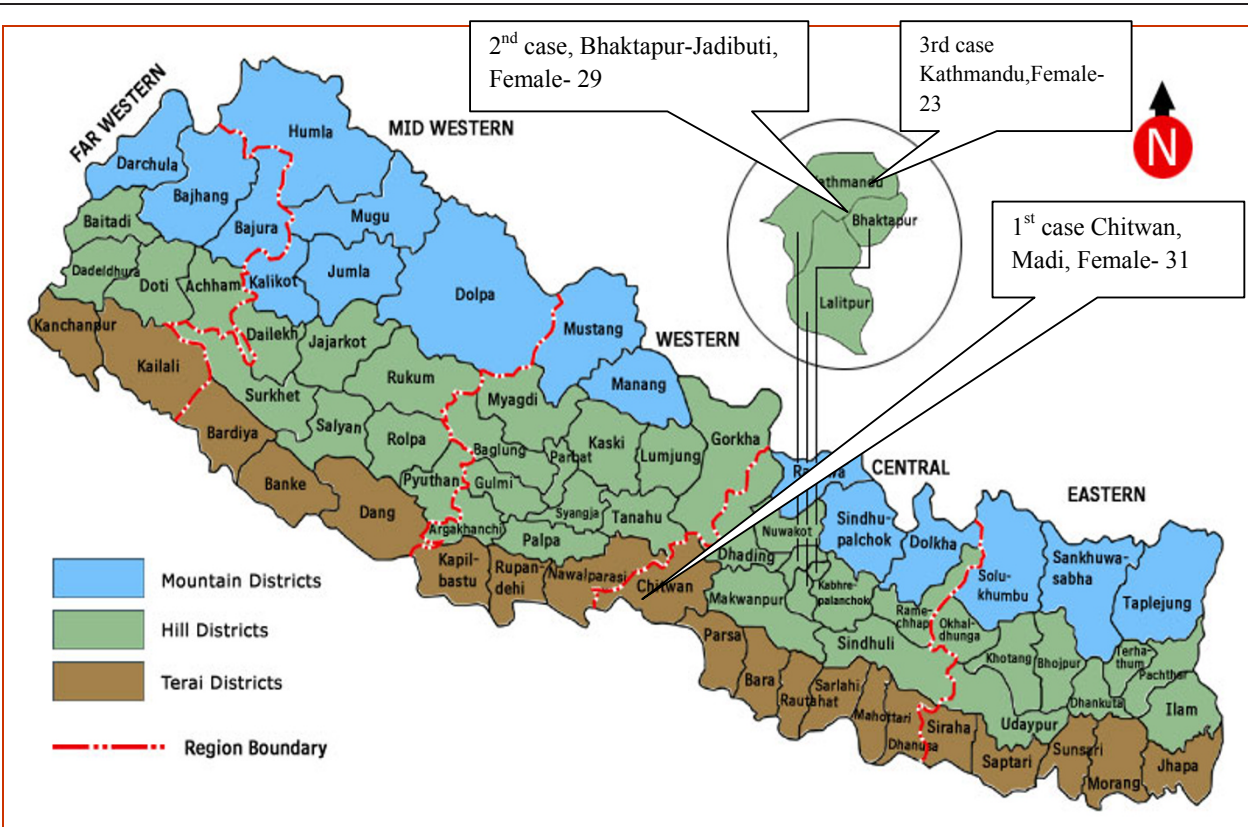 2nd case, Bhaktapur-Jadibuti,
Female- 29
3rd case
Kathmandu,Female-
23
1st case Chitwan,
Madi, Female- 31
N
FAR WESTERN
MID WESTERN
WESTERN
CENTRAL
EASTERN
Humla
Darchula
Bajhang
Bajura
Mugu
Baitadi
Dadeldhura
Doti
Achham
Kalikot
Jumla
Dolpa
Mustang
Manang
Kanchanpur
Kailali
Dailekh
Jajarkot
Rukum
Surkhet
Salyan
Rolpa
Bardiya
Banke
Dang
Pyuthan
Myagdi
Baglung
Parbat
Kaski
Lumjung
Gorkha
Gulmi
Syangja
Tanahu
Argakhanchi
Palpa
Kapil-
bastu
Rupan-
dehi
Nawalparasi
Chitwan
Kathmandu
Bhaktapur
Lalitpur
Sindhu-
palchok
Dolkha
Nuwakot
Dhading
Makwanpur
Kabhre-
palanchok
Rame-
chhap
Sindhuli
Parsa
Bara
Rautahat
Sarlahi
Mahottari
Dhanusa
Solu-
khumbu
Sankhuwa-
sabha
Taplejung
Okhal-
dhunga
Khotang
Bhojpur
Terha-
thum
Pachthar
Dhankuta
Ilam
Udaypur
Siraha
Saptari
Sunsari
Morang
Jhapa
Mountain Districts
Hill Districts
Terai Districts
Region Boundary